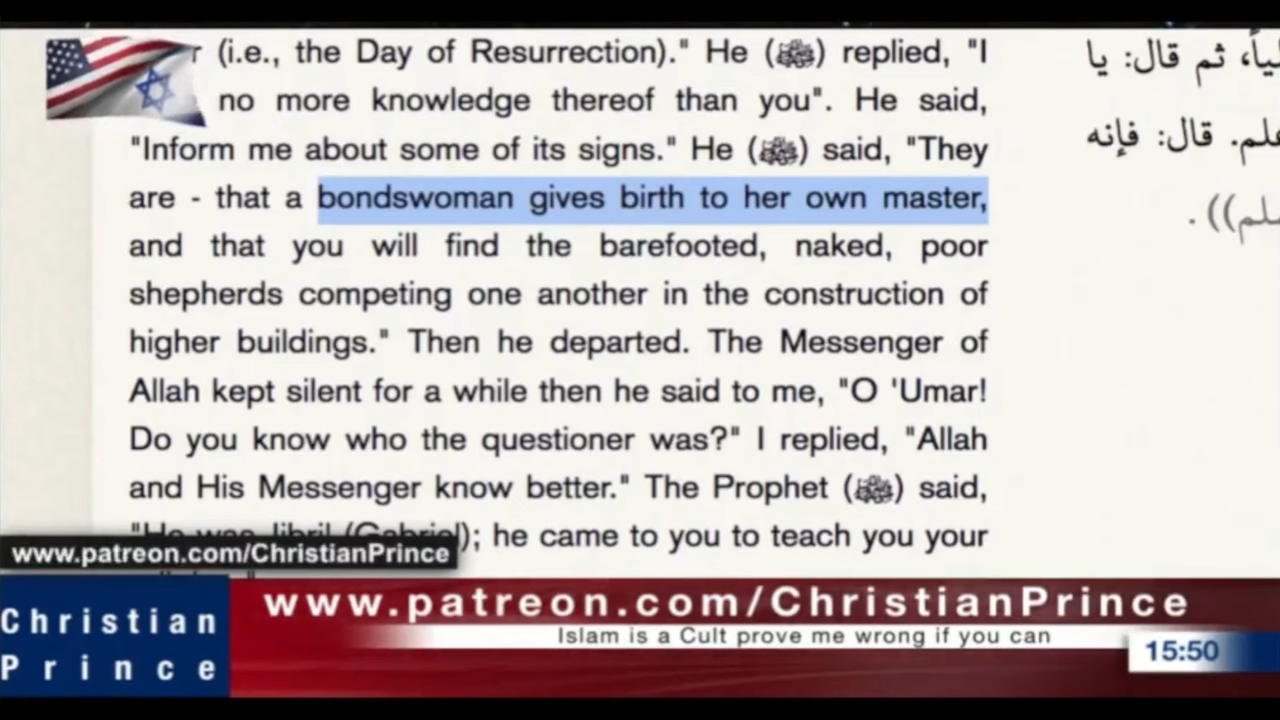 r (i.e., the Day of Resurrection)." He (ﷺ) replied, "I
no more knowledge thereof than you". He said,
"Inform me about some of its signs." He (ﷺ) said, "They
are - that a bondswoman gives birth to her own master,
and that you will find the barefooted, naked, poor
shepherds competing one another in the construction of
higher buildings." Then he departed. The Messenger of
Allah kept silent for a while then he said to me, "O 'Umar!
Do you know who the questioner was?" I replied, "Allah
and His Messenger know better." The Prophet (ﷺ) said,
"He was Jibril (Gabriel); he came to you to teach you your
ثم قال: يا
قال: فإنه
www.patreon.com/ChristianPrince
Christian
Prince
www.patreon.com/ChristianPrince
Islam is a Cult prove me wrong if you can
15:50